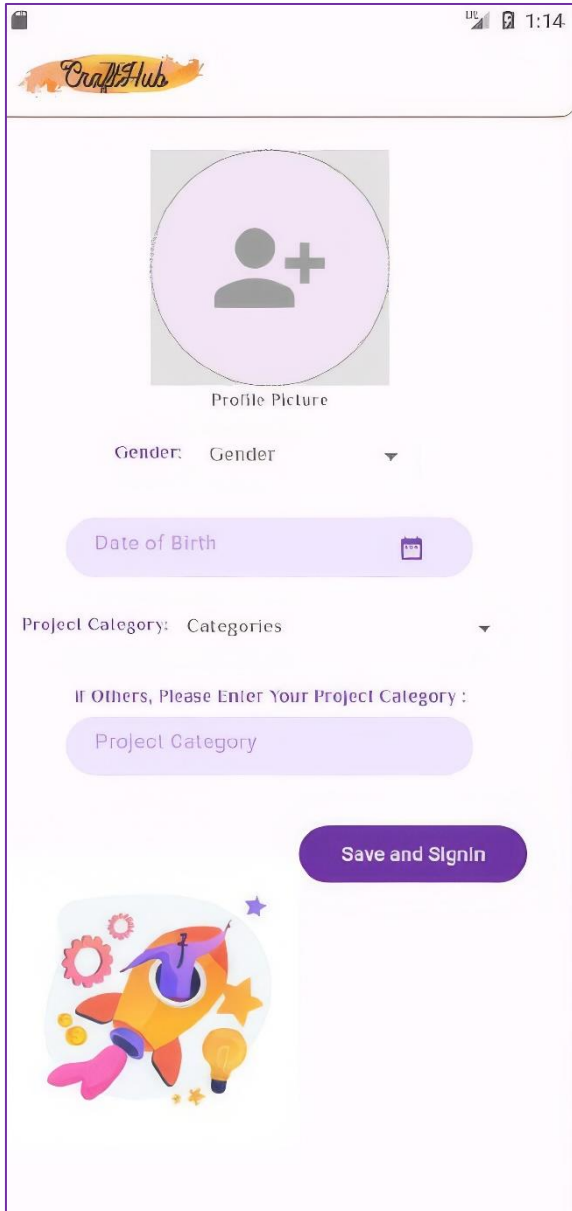 LTE 1:14
CraftHub
Profile Picture
Gender: Gender
Date of Birth
Project Category: Categories
If Others, Please Enter Your Project Category :
Project Category
Save and SignIn